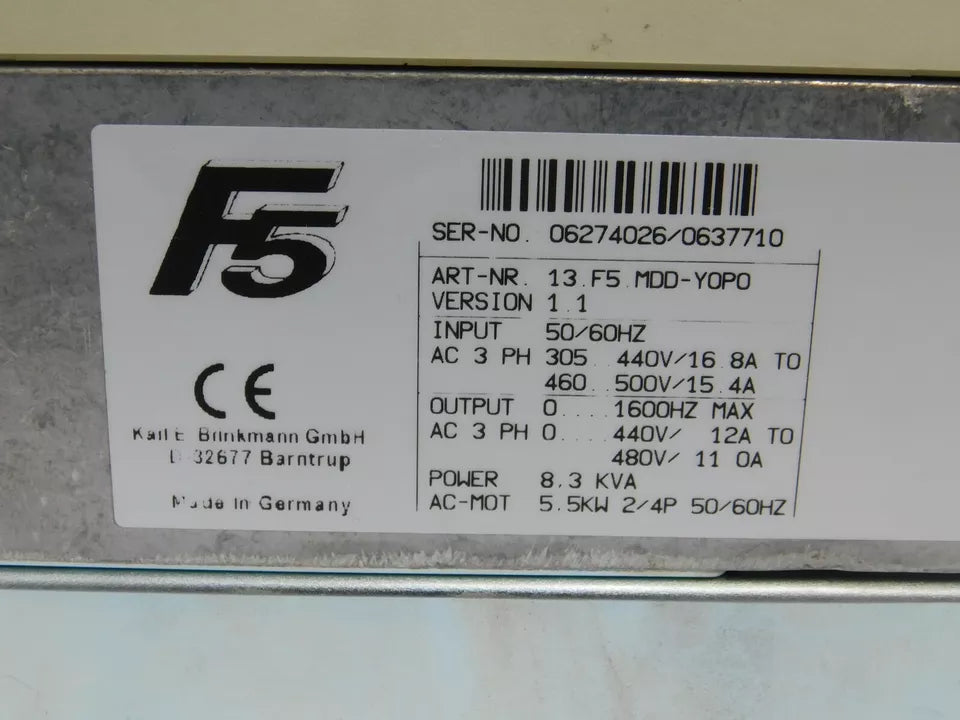 F5
CE
Karl E. Brinkmann GmbH
D-32677 Barntrup
Made in Germany
SER-NO. 06274026/0637710
ART-NR. 13.F5.MDD-YOPO
VERSION 1.1
INPUT 50/60HZ
AC 3 PH 305...440V/16.8A TO
460...500V/15.4A
OUTPUT 0....1600HZ MAX
AC 3 PH 0....440V/ 12A TO
480V/ 11.0A
POWER 8.3 KVA
AC-MOT 5.5KW 2/4P 50/60HZ